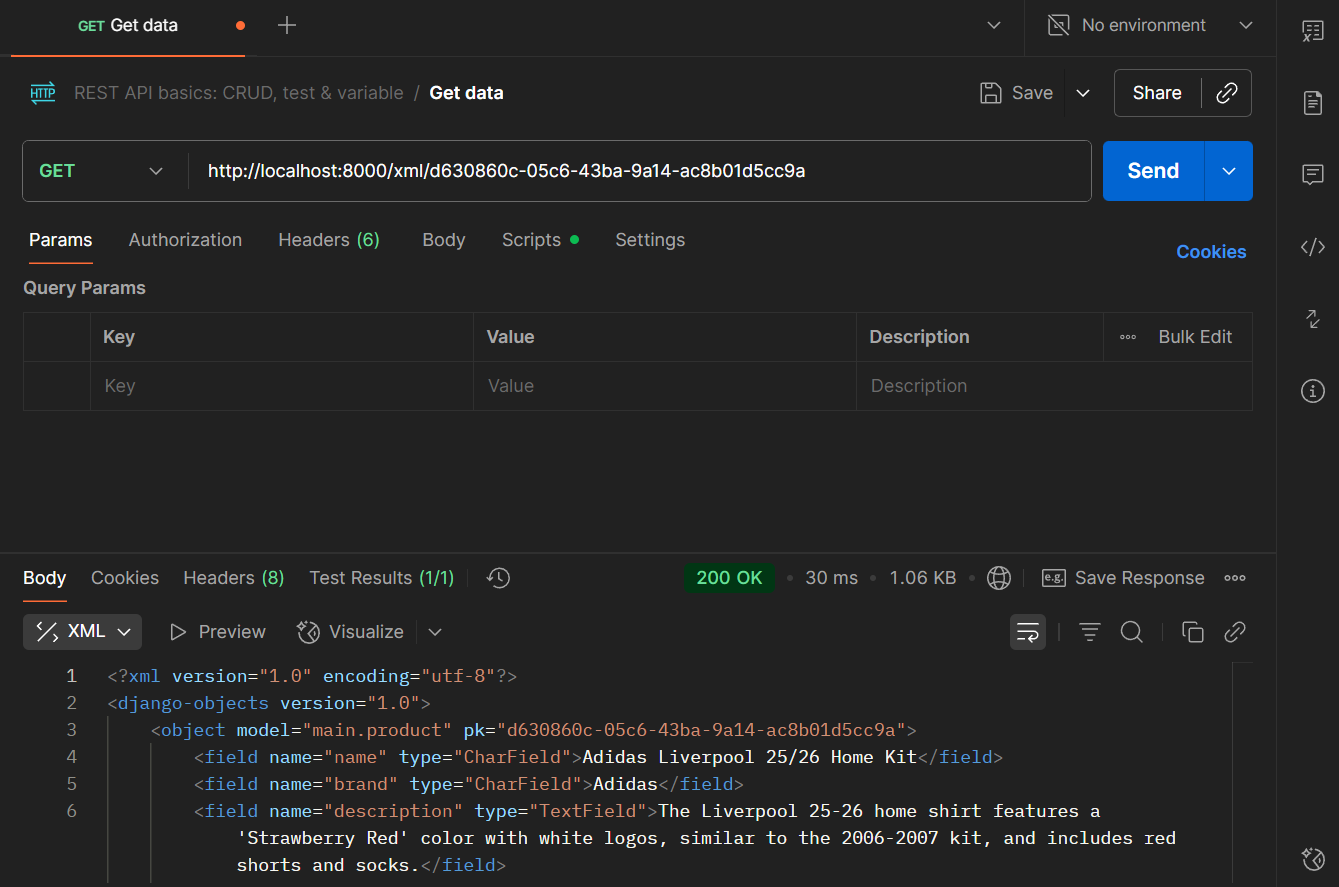 GET Get data
No environment
HTTP REST API basics: CRUD, test & variable / Get data
Save
Share
GET
http://localhost:8000/xml/d630860c-05c6-43ba-9a14-ac8b01d5cc9a
Send
Params Authorization Headers (6) Body Scripts Settings
Cookies
Query Params
Key Value Description Bulk Edit
Key Value Description
Body Cookies Headers (8) Test Results (1/1)
200 OK 30 ms 1.06 KB e.g. Save Response
XML Preview Visualize
1 <?xml version="1.0" encoding="utf-8"?>
2 <django-objects version="1.0">
3 <object model="main.product" pk="d630860c-05c6-43ba-9a14-ac8b01d5cc9a">
4 <field name="name" type="CharField">Adidas Liverpool 25/26 Home Kit</field>
5 <field name="brand" type="CharField">Adidas</field>
6 <field name="description" type="TextField">The Liverpool 25-26 home shirt features a
'Strawberry Red' color with white logos, similar to the 2006-2007 kit, and includes red
shorts and socks.</field>